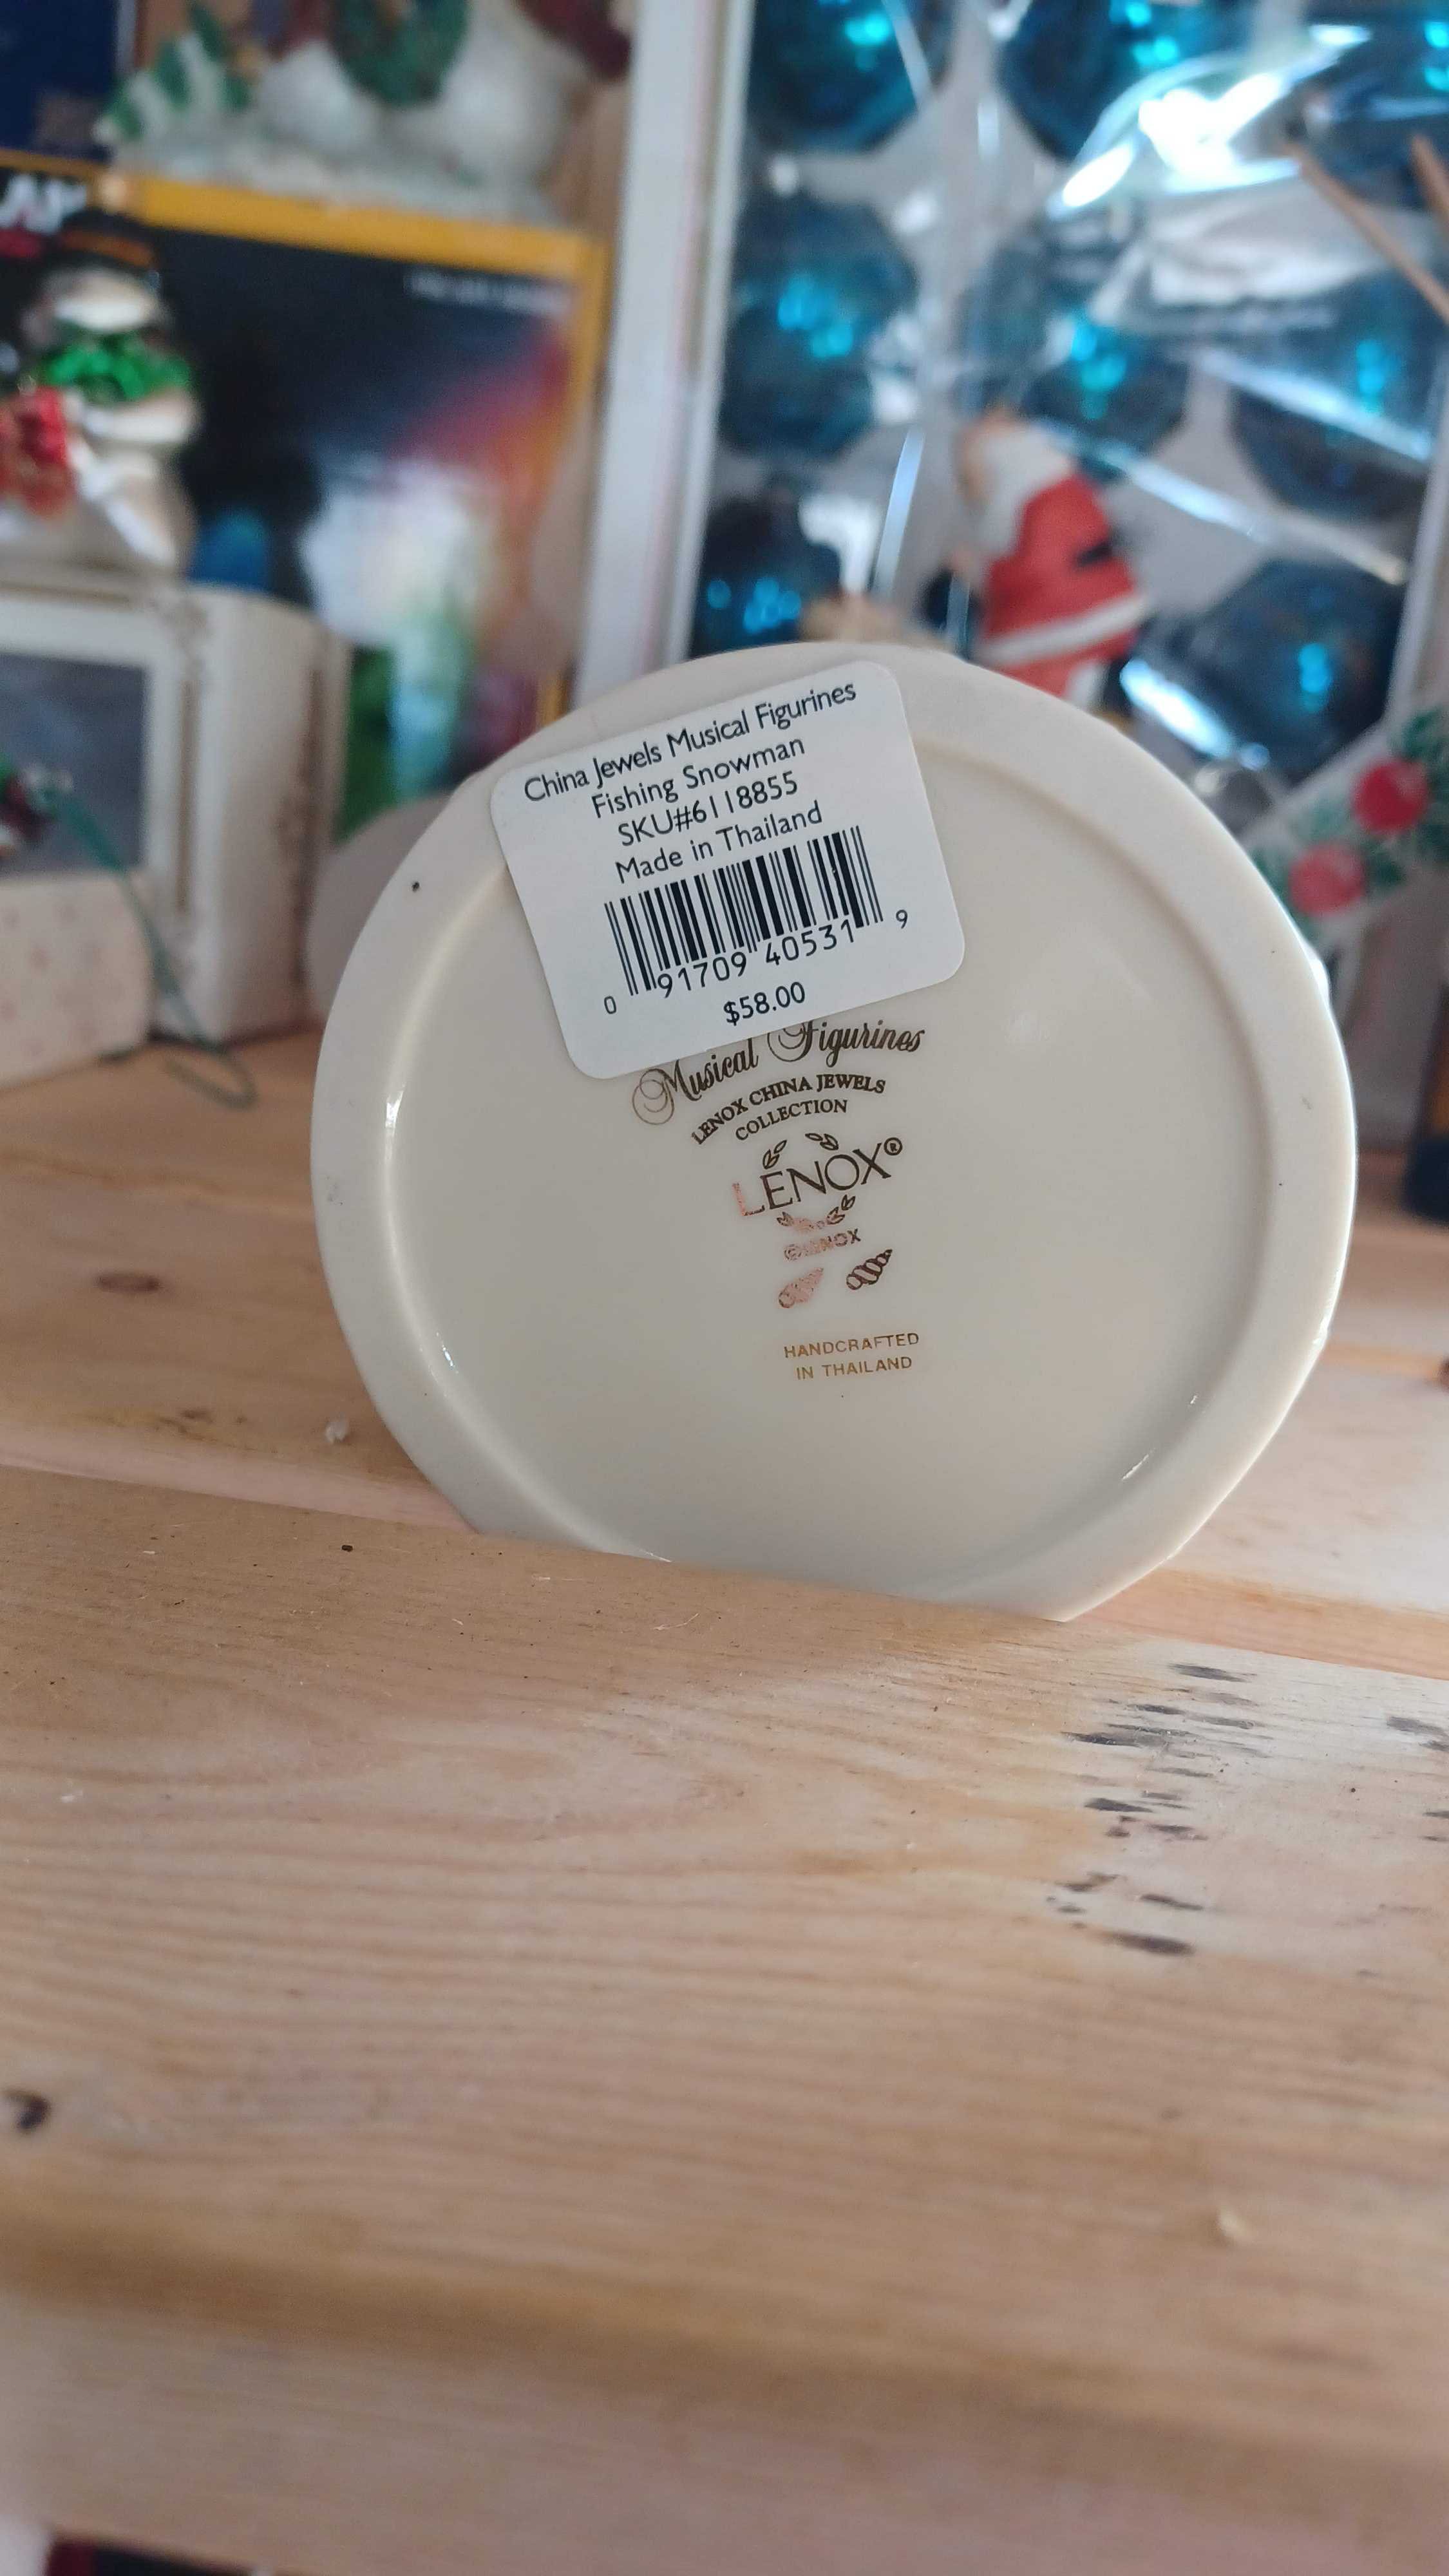 China Jewels Musical Figurines
Fishing Snowman
SKU#6118855
Made in Thailand
0 91709 40531 9
$58.00
Musical Figurines
LENOX CHINA JEWELS
COLLECTION
LENOX®
©LENOX
HANDCRAFTED
IN THAILAND